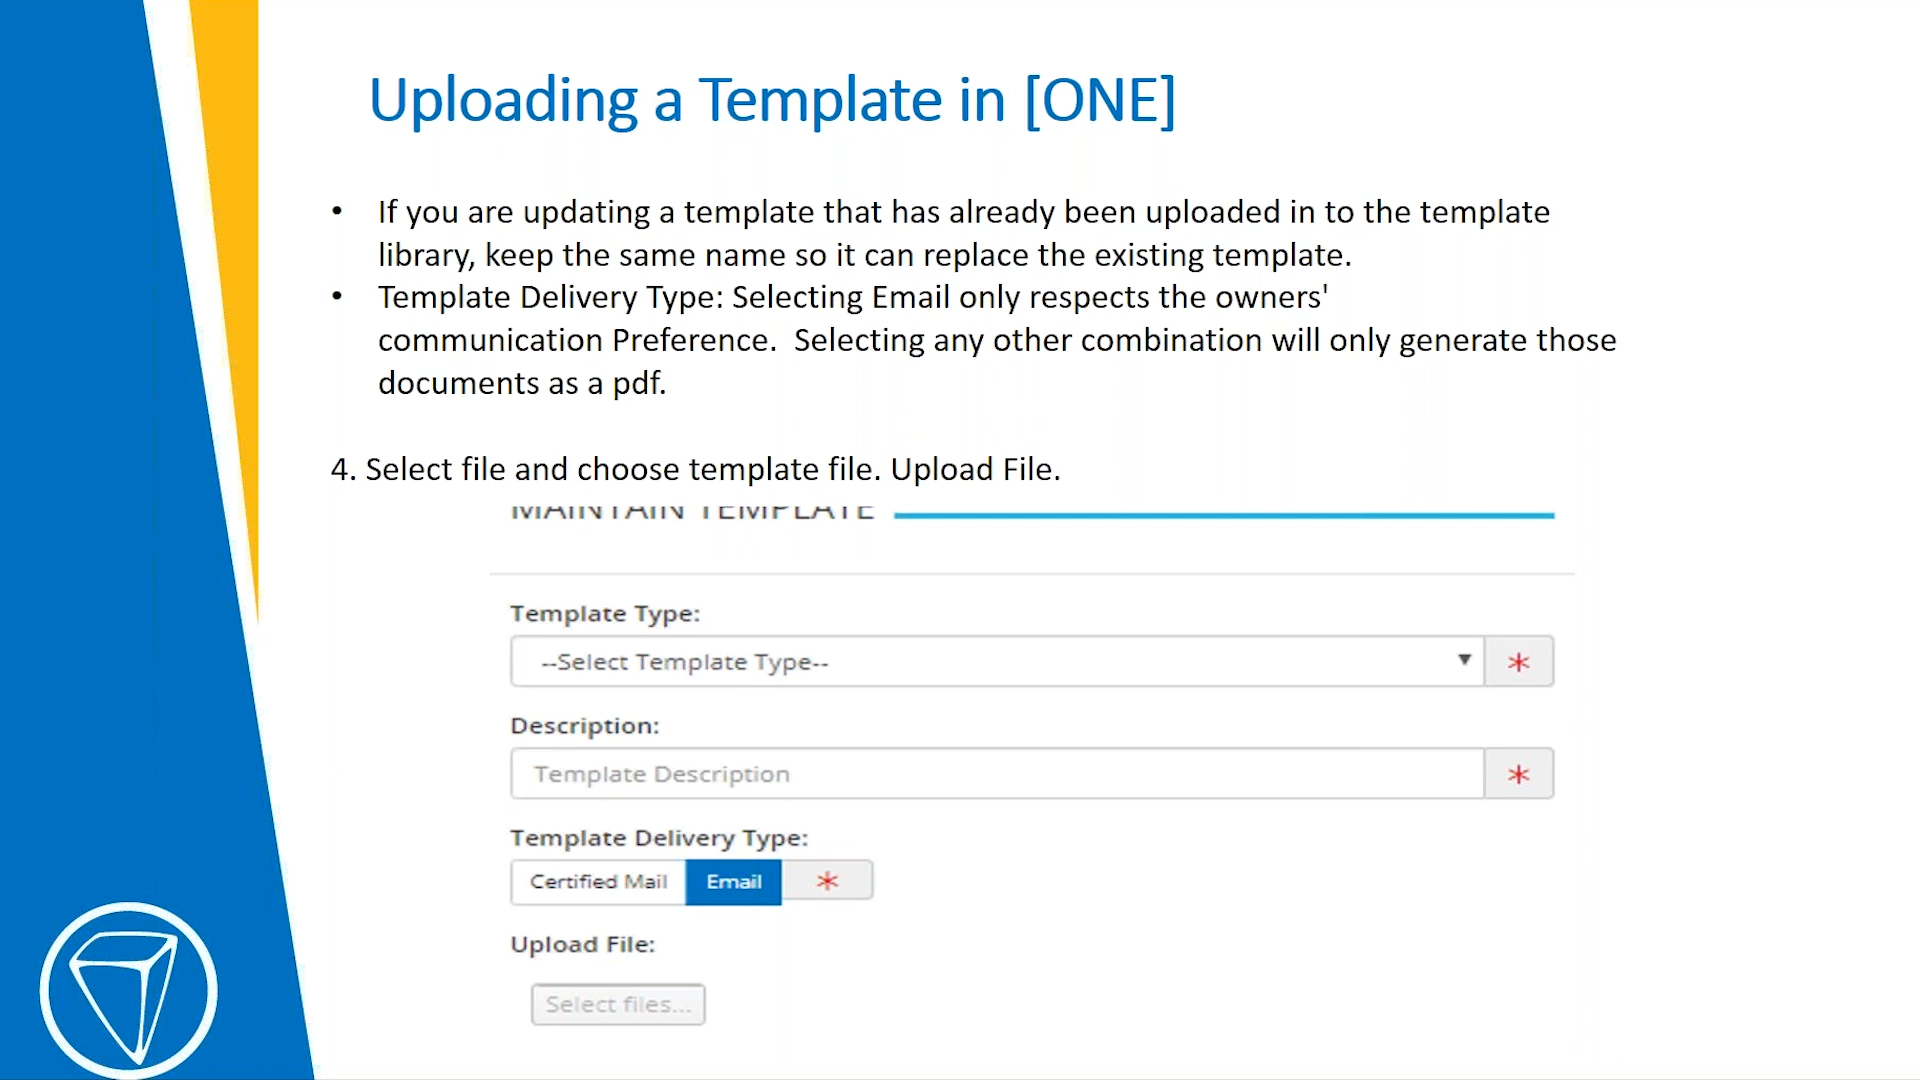 Uploading a Template in [ONE]
• If you are updating a template that has already been uploaded in to the template
library, keep the same name so it can replace the existing template.
• Template Delivery Type: Selecting Email only respects the owners'
communication Preference.  Selecting any other combination will only generate those
documents as a pdf.
4. Select file and choose template file. Upload File.
MAINTAIN TEMPLATE
Template Type:
--Select Template Type-- ▼ *
Description:
Template Description *
Template Delivery Type:
Certified Mail Email *
Upload File:
Select files...